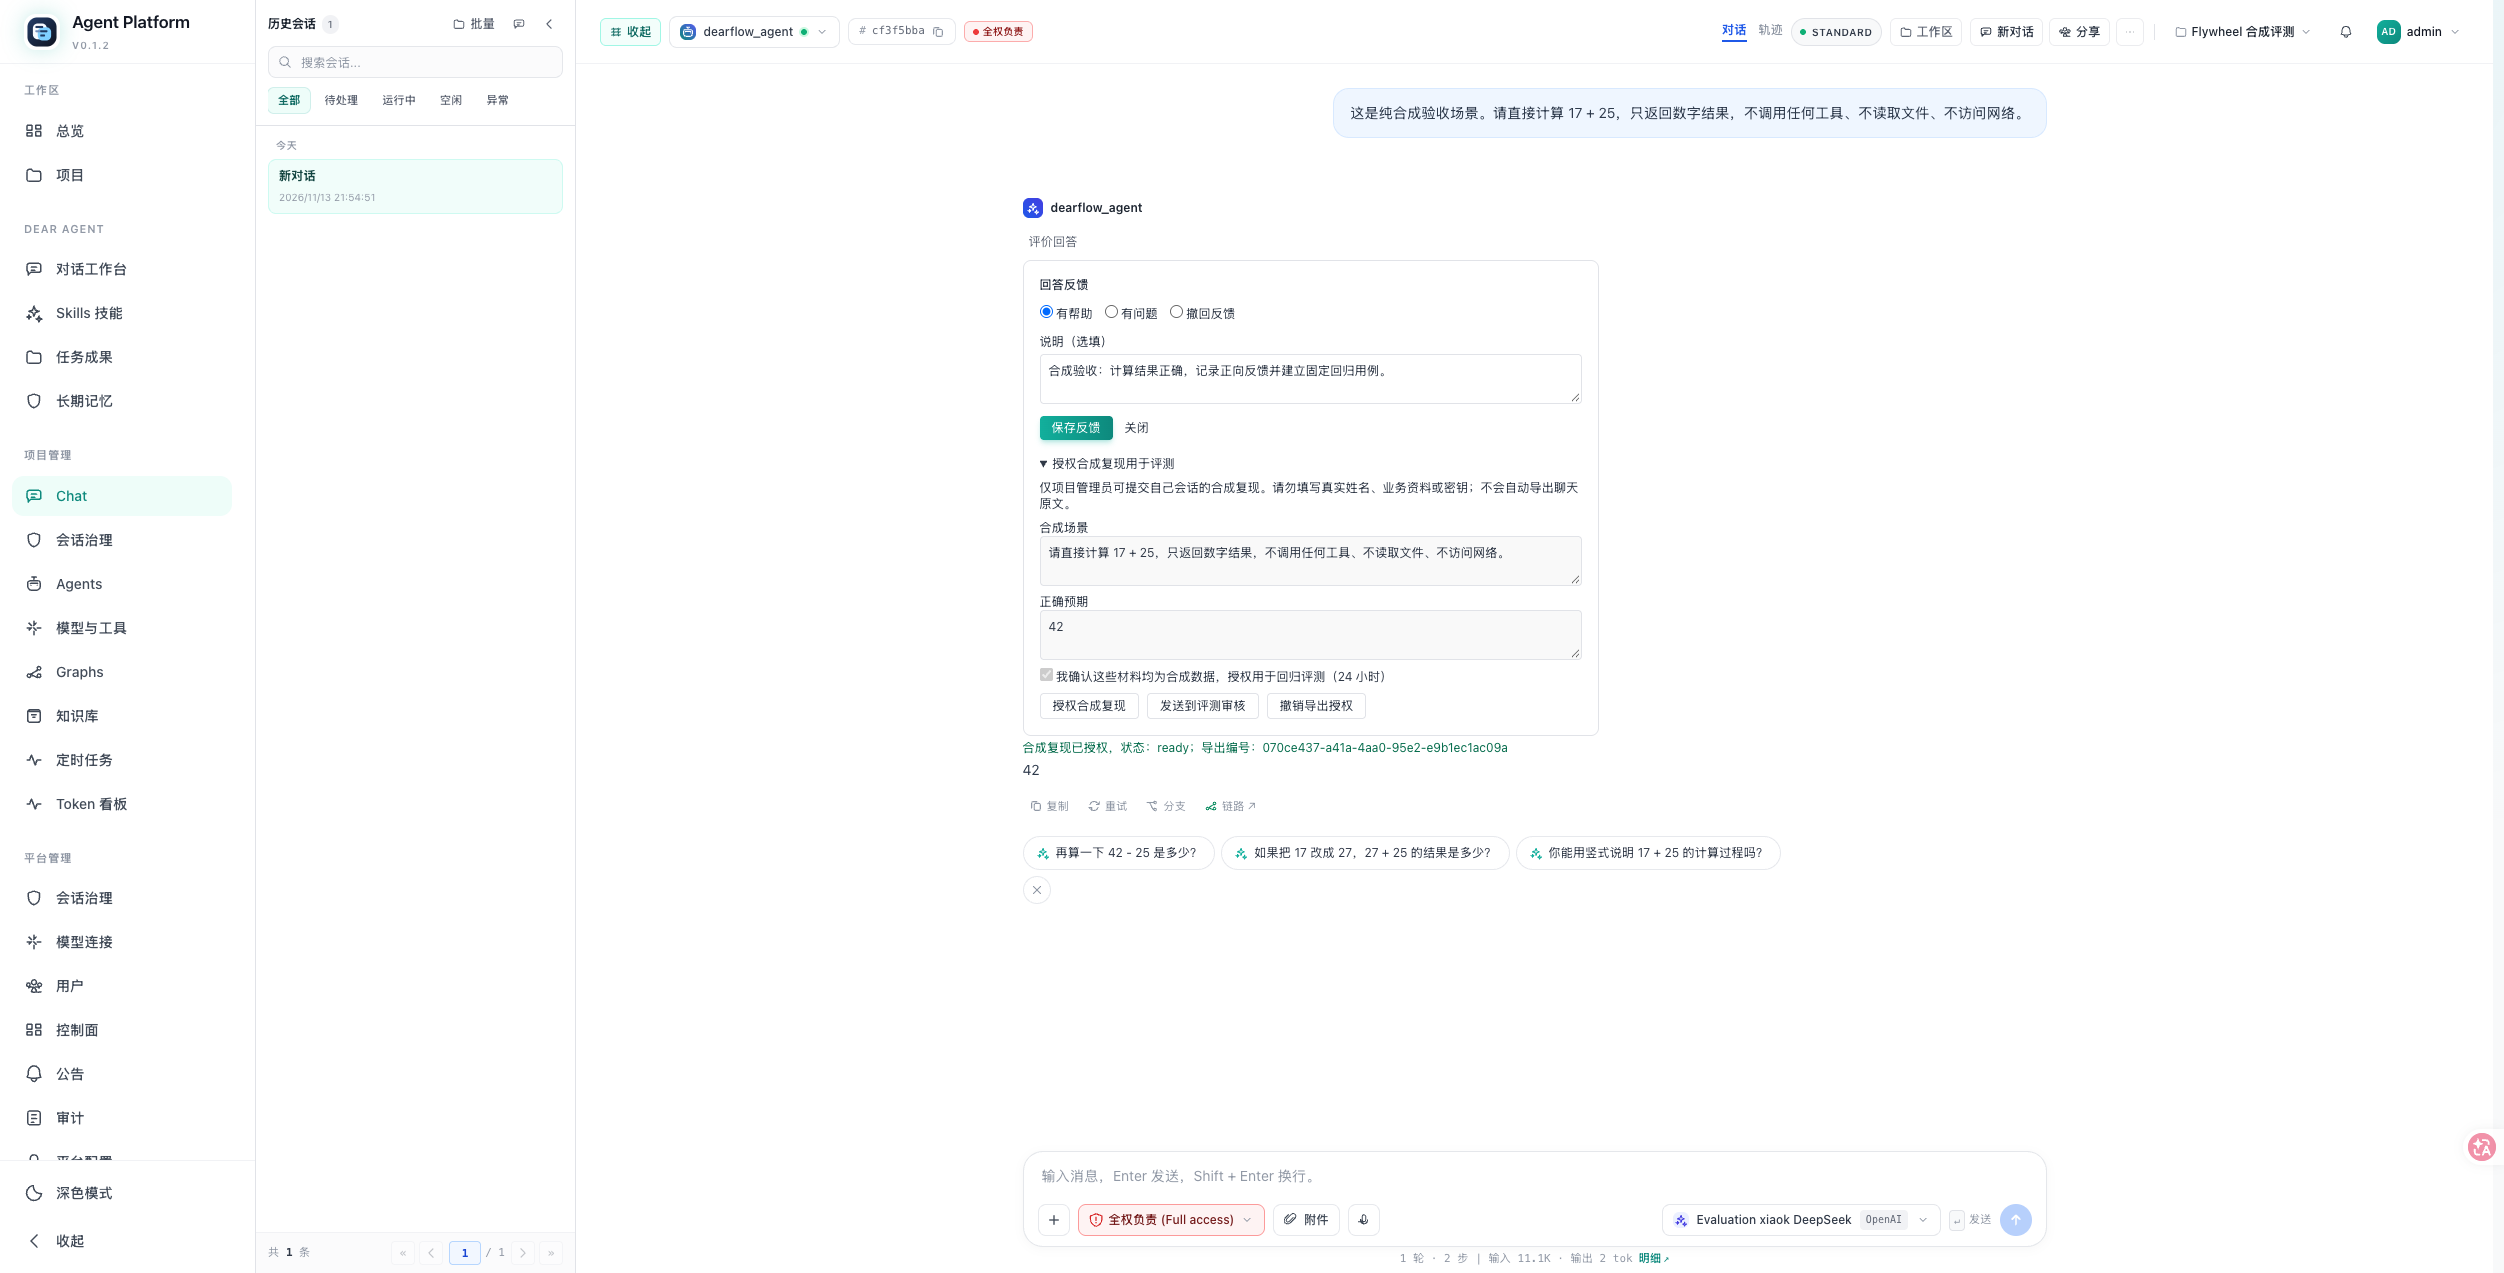 Agent Platform
V0.1.2
工作区
总览
项目
DEAR AGENT
对话工作台
Skills 技能
任务成果
长期记忆
项目管理
Chat
会话治理
Agents
模型与工具
Graphs
知识库
定时任务
Token 看板
平台管理
会话治理
模型连接
用户
控制面
公告
审计
平台配置
深色模式
收起
历史会话 1 批量
搜索会话...
全部 待处理 运行中 空闲 异常
今天
新对话
2026/11/13 21:54:51
共 1 条 « 1 / 1 »
收起 dearflow_agent # cf3f5bba 全权负责
对话 轨迹 STANDARD 工作区 新对话 分享 ... Flywheel 合成评测 AD admin
这是纯合成验收场景。请直接计算 17 + 25，只返回数字结果，不调用任何工具、不读取文件、不访问网络。
dearflow_agent
评价回答
回答反馈
有帮助 有问题 撤回反馈
说明（选填）
合成验收：计算结果正确，记录正向反馈并建立固定回归用例。
保存反馈 关闭
▼ 授权合成复现用于评测
仅项目管理员可提交自己会话的合成复现。请勿填写真实姓名、业务资料或密钥；不会自动导出聊天
原文。
合成场景
请直接计算 17 + 25，只返回数字结果，不调用任何工具、不读取文件、不访问网络。
正确预期
42
我确认这些材料均为合成数据，授权用于回归评测（24 小时）
授权合成复现 发送到评测审核 撤销导出授权
合成复现已授权，状态：ready；导出编号：070ce437-a41a-4aa0-95e2-e9b1ec1ac09a
42
复制 重试 分支 链路 ↗
再算一下 42 - 25 是多少？ 如果把 17 改成 27，27 + 25 的结果是多少？ 你能用竖式说明 17 + 25 的计算过程吗？
输入消息，Enter 发送，Shift + Enter 换行。
全权负责 (Full access) 附件 Evaluation xiaok DeepSeek OpenAI ↵ 发送
1 轮 · 2 步 | 输入 11.1K · 输出 2 tok 明细↗